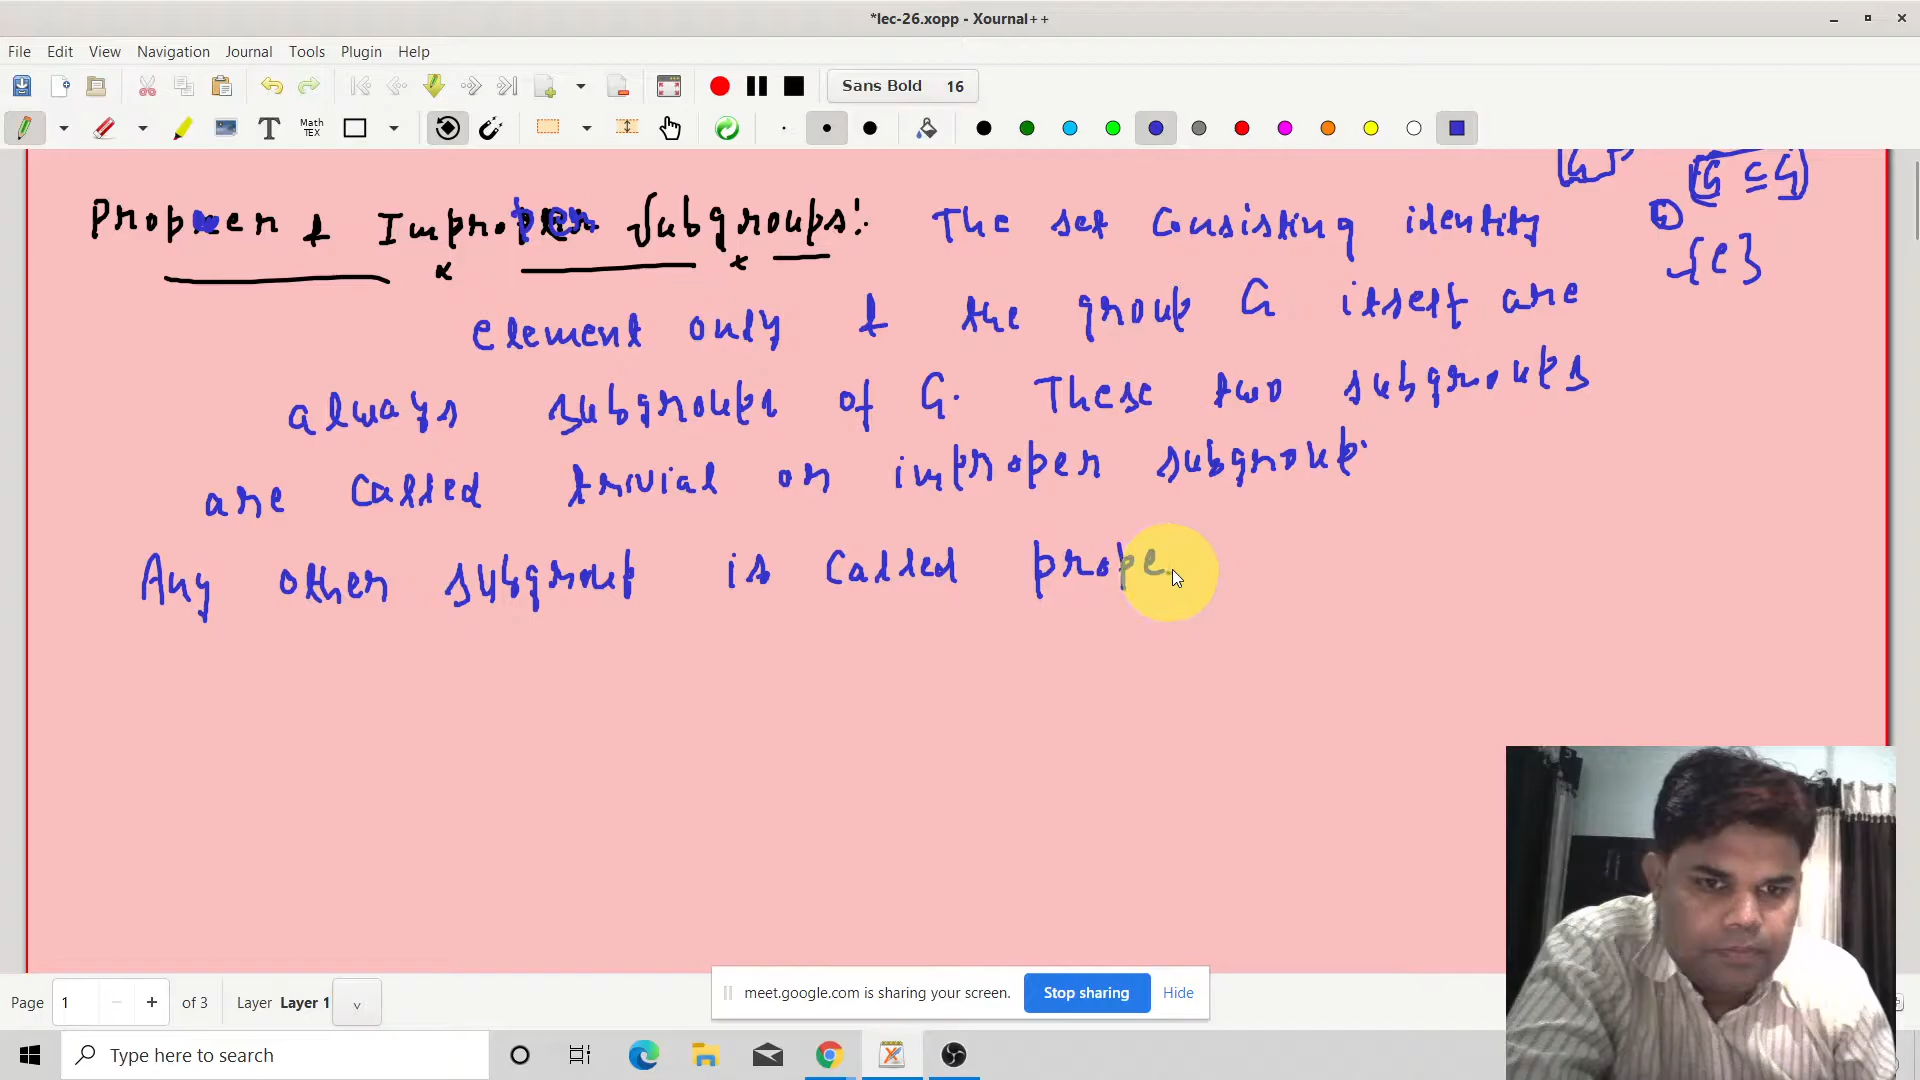 *lec-26.xopp - Xournal++
File Edit View Navigation Journal Tools Plugin Help
Sans Bold 16
Math
TEX
G ⊆ G
Proper & Improper Subgroups: The set consisting identity
{e}
element only & the group G itself are
always subgroups of G. These two subgroups
are called trivial or improper subgroup.
Any other subgroup is called prope
Page 1 of 3 Layer Layer 1
meet.google.com is sharing your screen. Stop sharing Hide
Type here to search